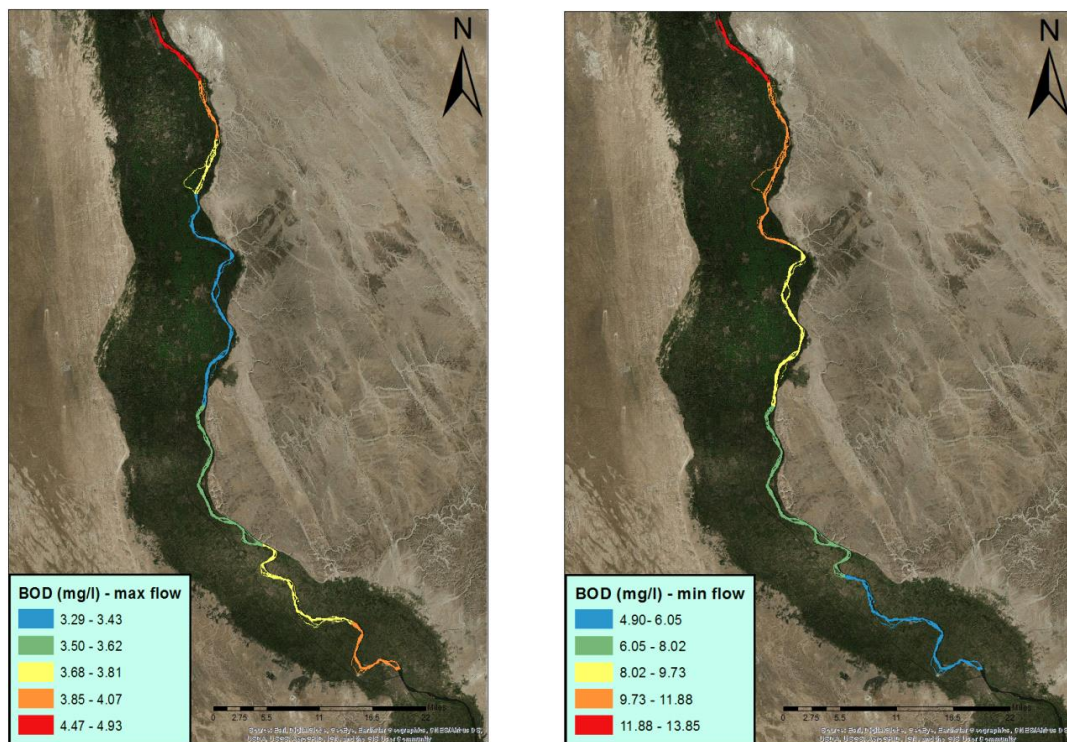 N
BOD (mg/l) - max flow
3.29 - 3.43
3.50 - 3.62
3.68 - 3.81
3.85 - 4.07
4.47 - 4.93
Miles
0 2.75 5.5 11 16.5 22
N
BOD (mg/l) - min flow
4.90 - 6.05
6.05 - 8.02
8.02 - 9.73
9.73 - 11.88
11.88 - 13.85
Miles
0 2.75 5.5 11 16.5 22